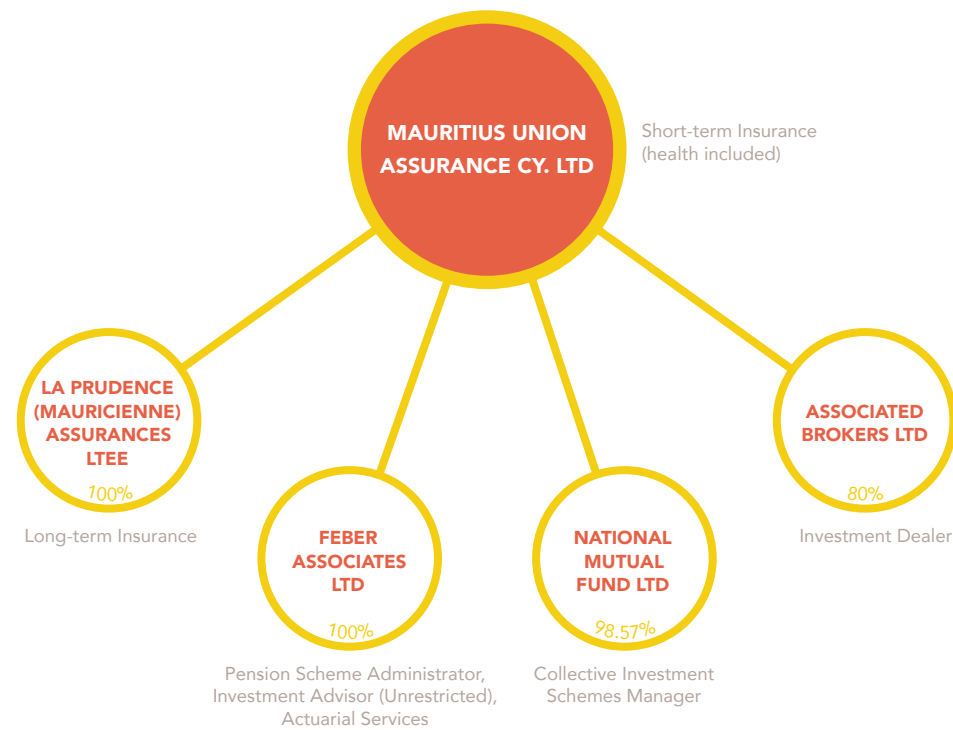 MAURITIUS UNION
ASSURANCE CY. LTD
Short-term Insurance
(health included)
LA PRUDENCE
(MAURICIENNE)
ASSURANCES
LTEE
100%
Long-term Insurance
FEBER
ASSOCIATES
LTD
100%
Pension Scheme Administrator,
Investment Advisor (Unrestricted),
Actuarial Services
NATIONAL
MUTUAL
FUND LTD
98.57%
Collective Investment
Schemes Manager
ASSOCIATED
BROKERS LTD
80%
Investment Dealer